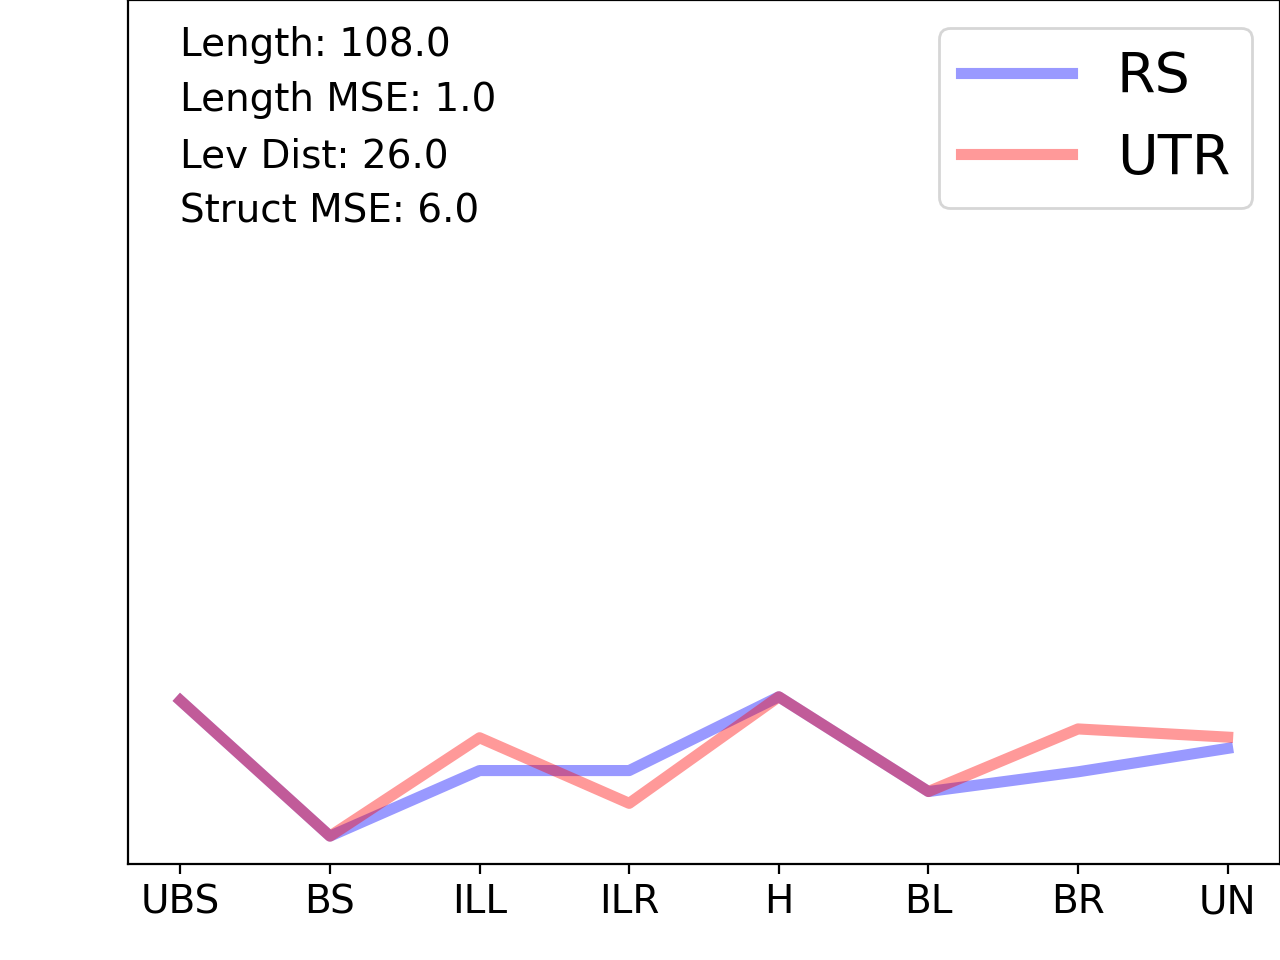 Length: 108.0
Length MSE: 1.0
Lev Dist: 26.0
Struct MSE: 6.0
RS
UTR
UBS BS ILL ILR H BL BR UN